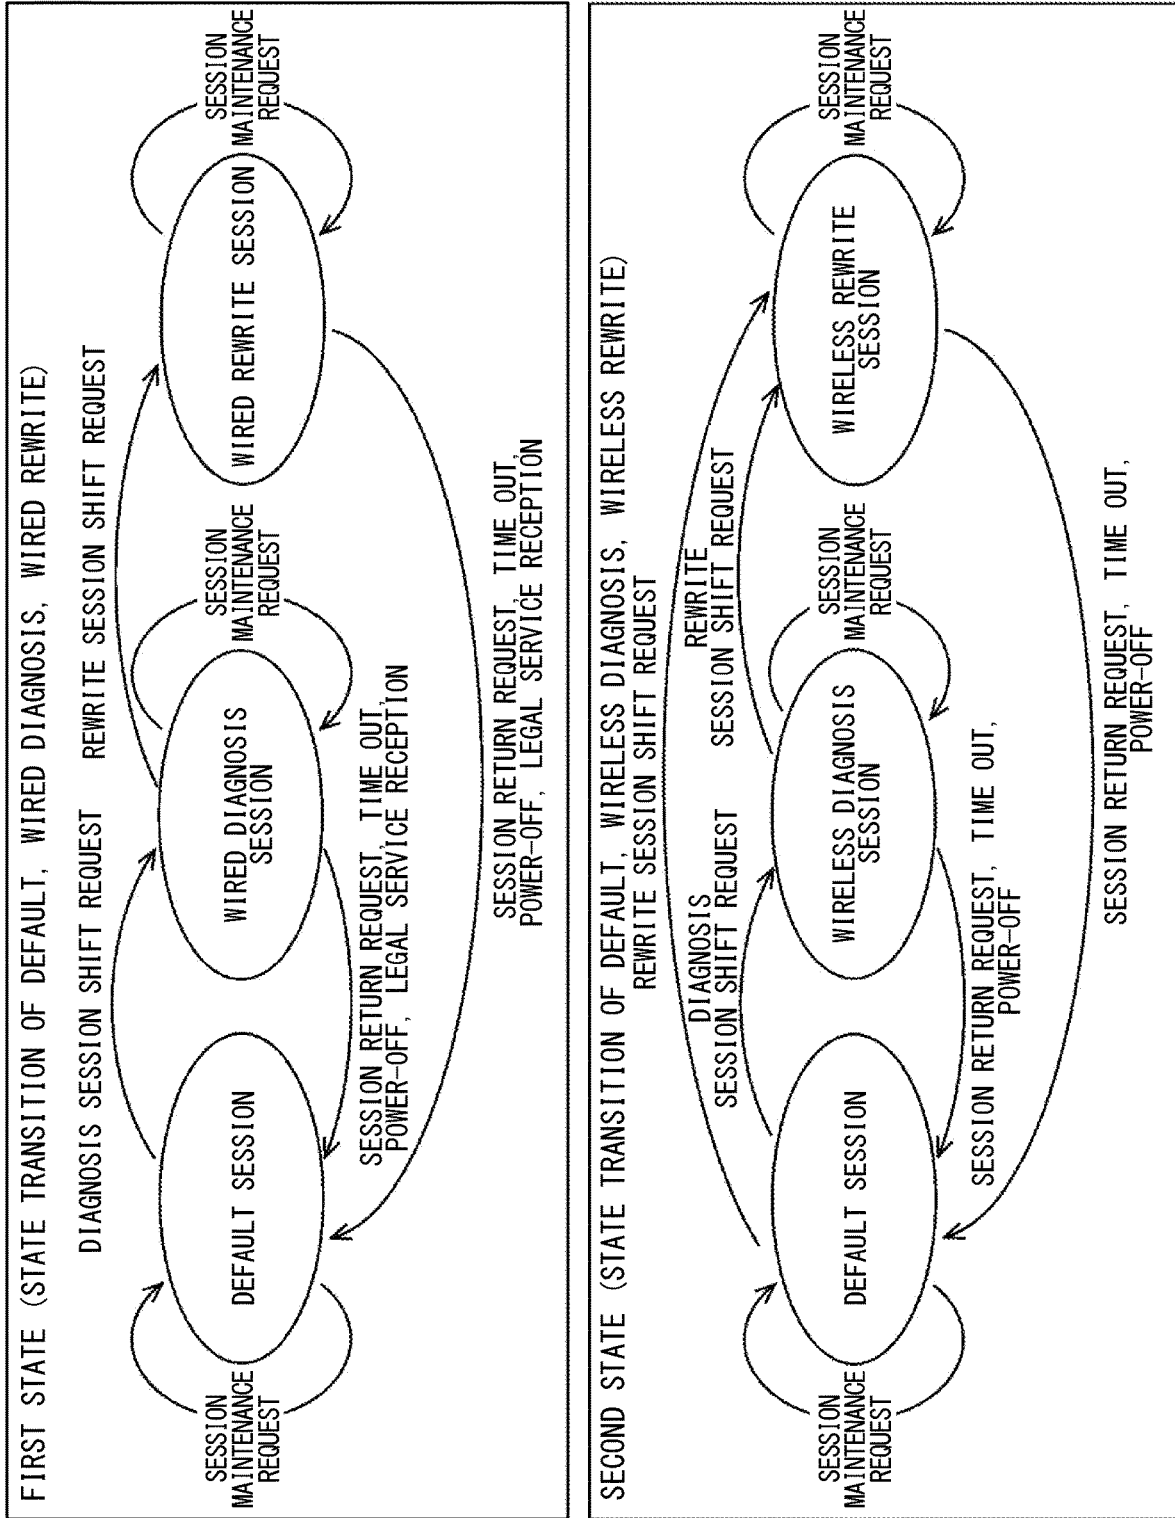 FIRST STATE (STATE TRANSITION OF DEFAULT, WIRED DIAGNOSIS, WIRED REWRITE)
DIAGNOSIS SESSION SHIFT REQUEST
REWRITE SESSION SHIFT REQUEST
SESSION
MAINTENANCE
REQUEST
DEFAULT SESSION
WIRED DIAGNOSIS
SESSION
SESSION
MAINTENANCE
REQUEST
WIRED REWRITE SESSION
SESSION
MAINTENANCE
REQUEST
SESSION RETURN REQUEST, TIME OUT,
POWER-OFF, LEGAL SERVICE RECEPTION
SESSION RETURN REQUEST, TIME OUT,
POWER-OFF, LEGAL SERVICE RECEPTION
SECOND STATE (STATE TRANSITION OF DEFAULT, WIRELESS DIAGNOSIS, WIRELESS REWRITE)
REWRITE SESSION SHIFT REQUEST
DIAGNOSIS
SESSION SHIFT REQUEST
REWRITE
SESSION SHIFT REQUEST
SESSION
MAINTENANCE
REQUEST
DEFAULT SESSION
WIRELESS DIAGNOSIS
SESSION
SESSION
MAINTENANCE
REQUEST
WIRELESS REWRITE
SESSION
SESSION
MAINTENANCE
REQUEST
SESSION RETURN REQUEST, TIME OUT,
POWER-OFF
SESSION RETURN REQUEST, TIME OUT,
POWER-OFF